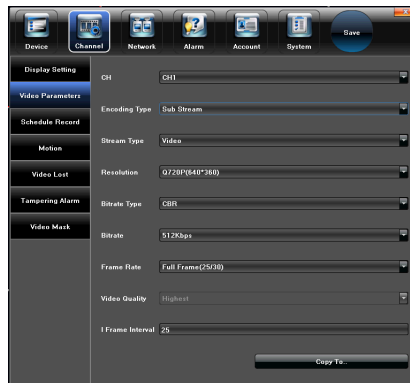 Device Channel Network Alarm Account System Save
Display Setting
Video Parameters
Schedule Record
Motion
Video Lost
Tampering Alarm
Video Mask
CH CH1
Encoding Type Sub Stream
Stream Type Video
Resolution Q720P(640*360)
Bitrate Type CBR
Bitrate 512Kbps
Frame Rate Full Frame(25/30)
Video Quality Highest
I Frame Interval 25
Copy To..